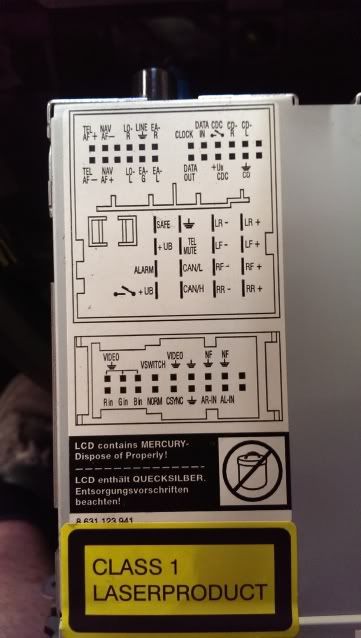 TEL NAV LO- LINE EA-
AF+ AF- R R
DATA CDC CD- CD-
CLOCK IN R L
TEL NAV LO- EA- EA-
AF- AF+ L G L
DATA +UB CD
OUT CDC
SAFE LR- LR+
+UB TEL MUTE LF- LF+
ALARM CAN/L RF- RF+
+UB CAN/H RR- RR+
VIDEO VSWITCH VIDEO NF NF
R in G in B in NORM CSYNC AR-IN AL-IN
LCD contains MERCURY-
Dispose of Properly!
LCD enthält QUECKSILBER.
Entsorgungsvorschriften
beachten!
8 631 123 941
CLASS 1
LASERPRODUCT